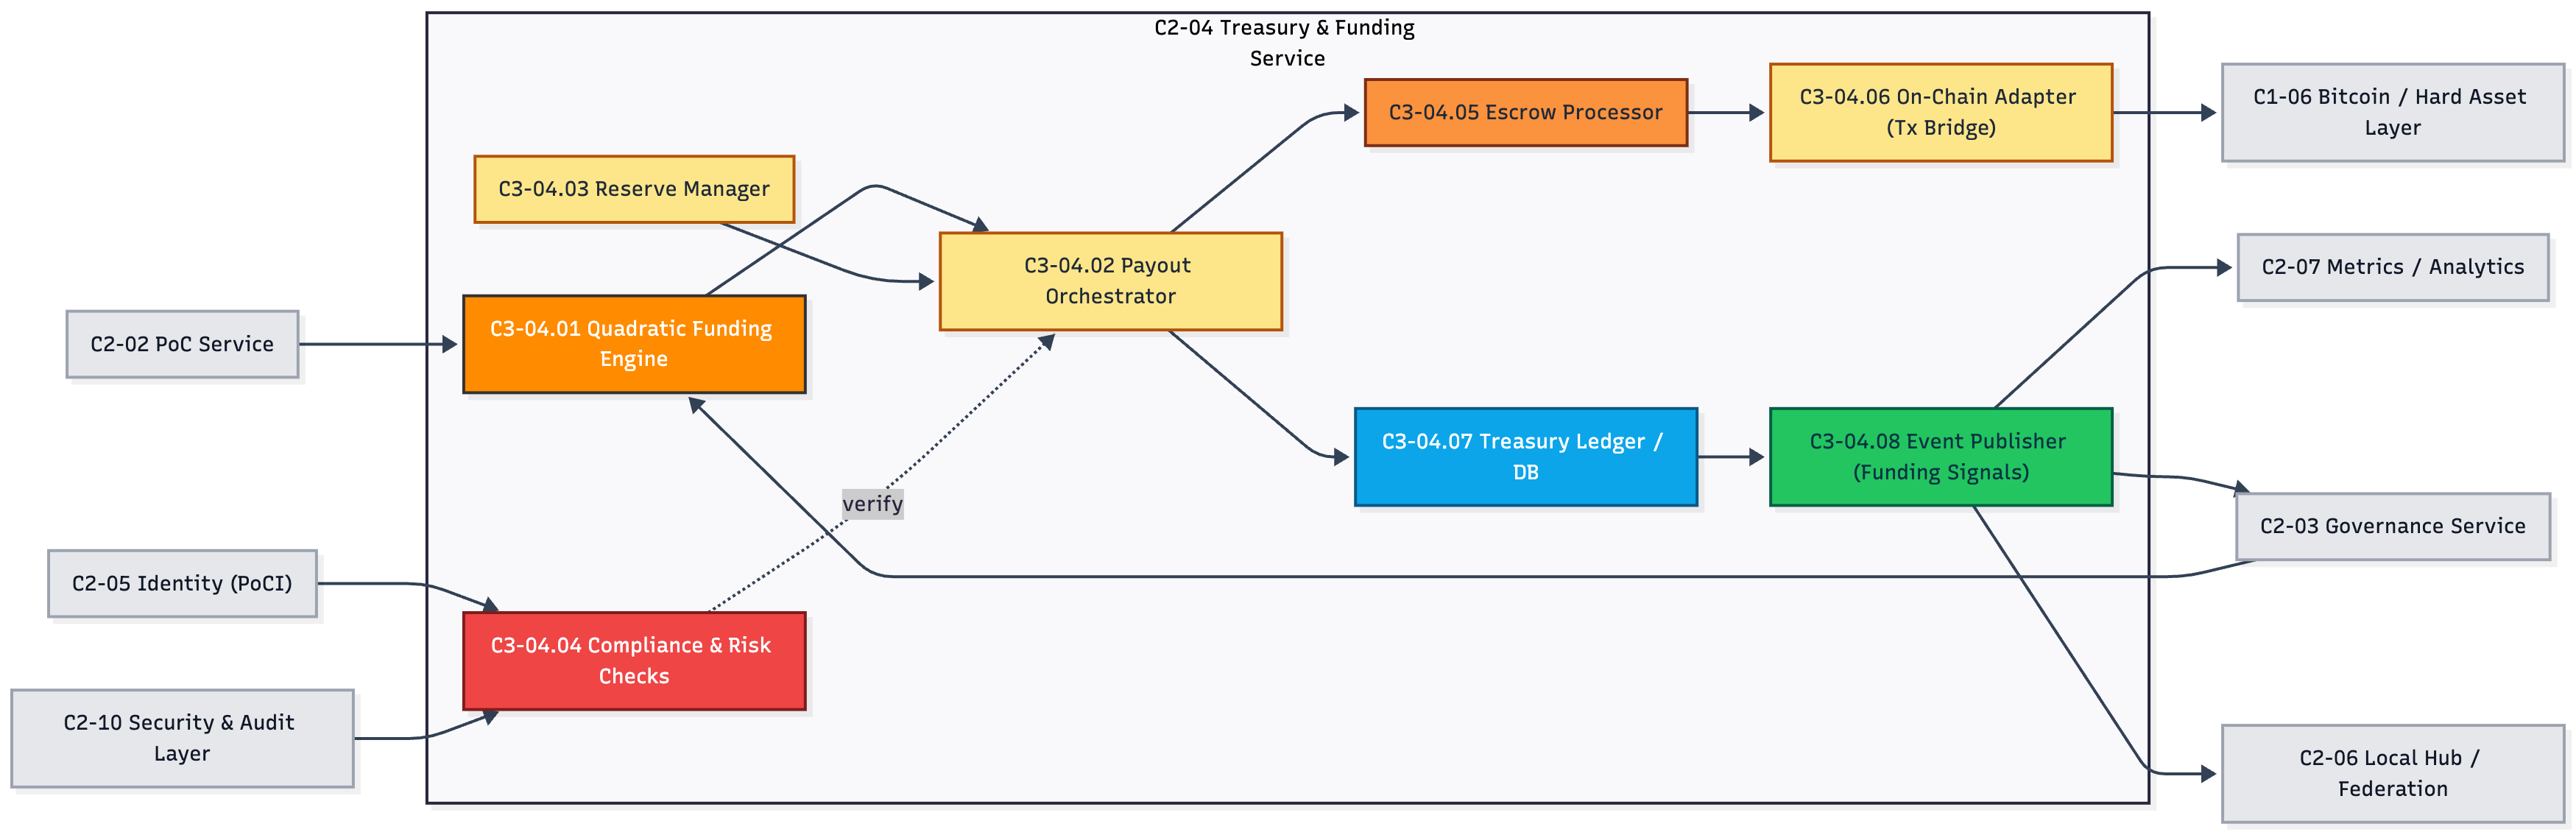 C2-04 Treasury & Funding
Service
C3-04.05 Escrow Processor
C3-04.06 On-Chain Adapter
(Tx Bridge)
C1-06 Bitcoin / Hard Asset
Layer
C3-04.03 Reserve Manager
C3-04.02 Payout
Orchestrator
C2-07 Metrics / Analytics
C2-02 PoC Service
C3-04.01 Quadratic Funding
Engine
C3-04.07 Treasury Ledger /
DB
C3-04.08 Event Publisher
(Funding Signals)
verify
C2-03 Governance Service
C2-05 Identity (PoCI)
C3-04.04 Compliance & Risk
Checks
C2-10 Security & Audit
Layer
C2-06 Local Hub /
Federation